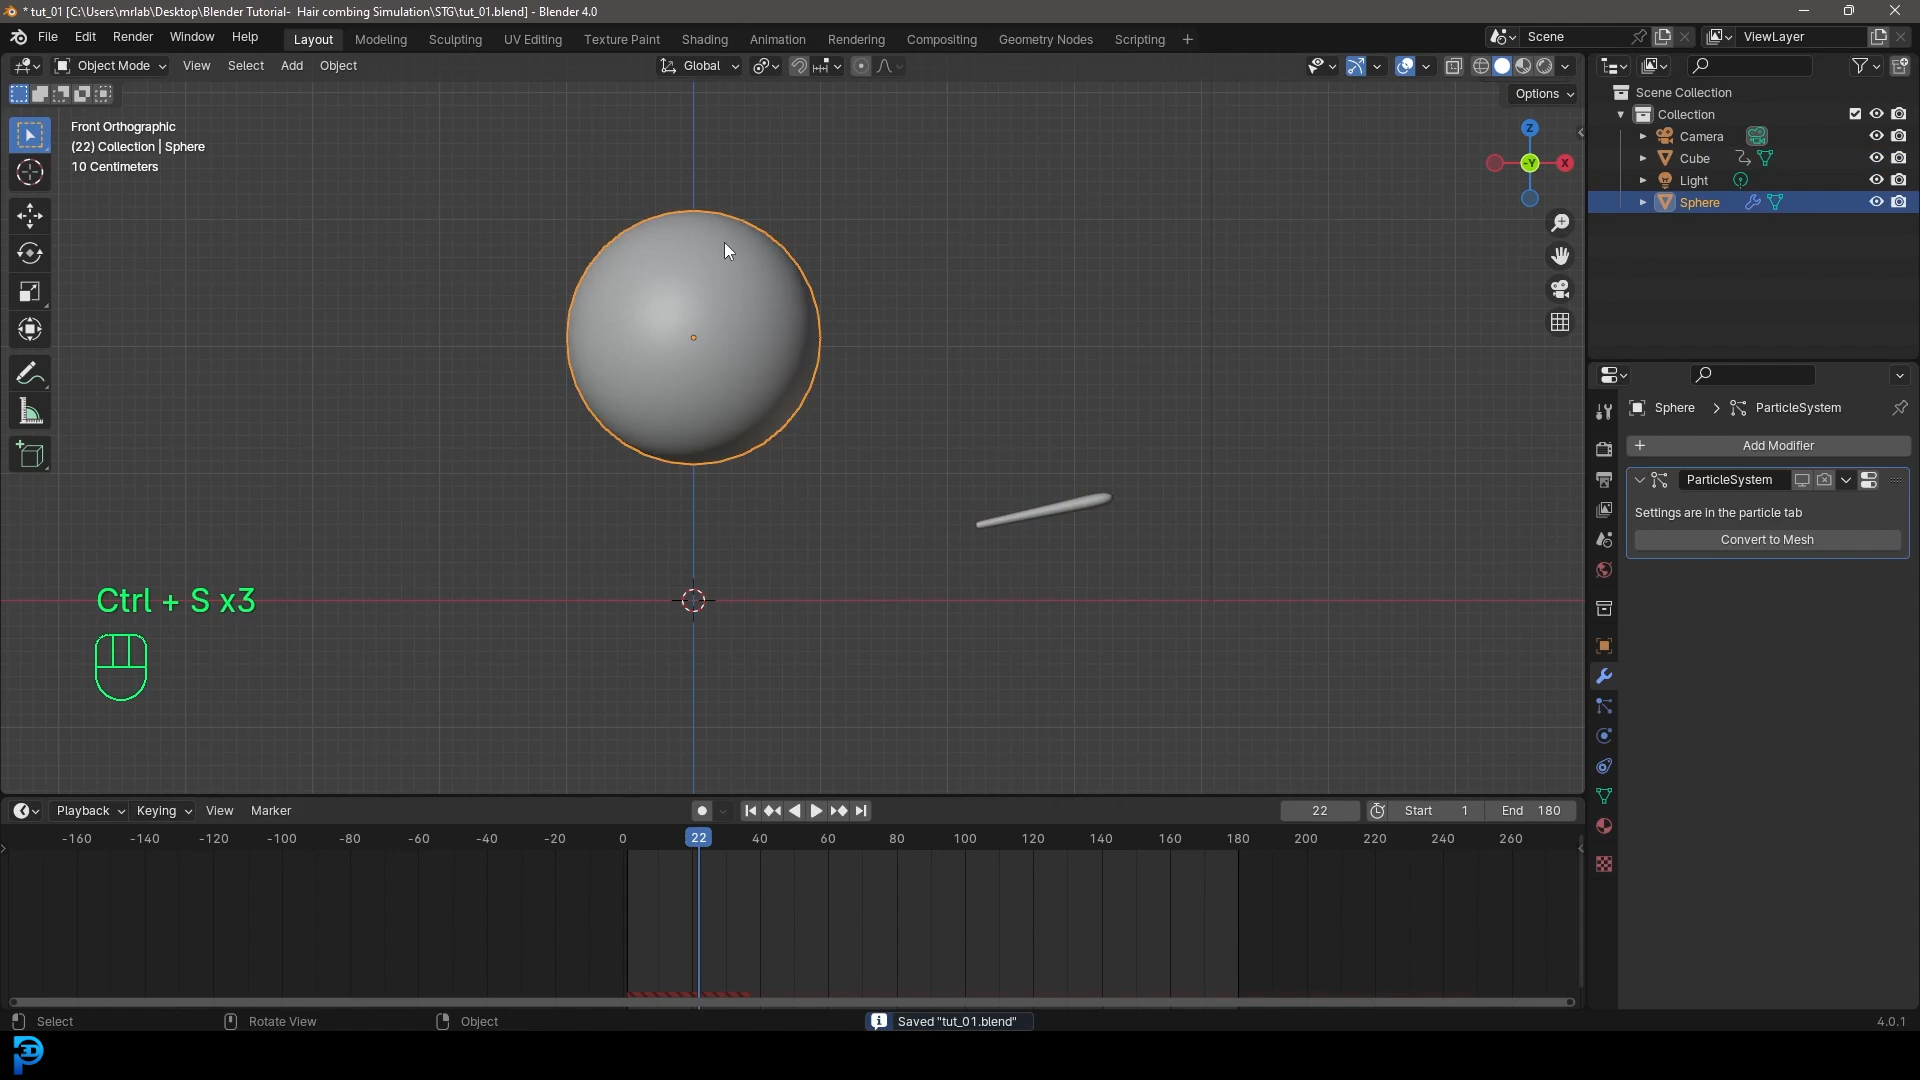 * tut_01 [C:\Users\mrlab\Desktop\Blender Tutorial-  Hair combing Simulation\STG\tut_01.blend] - Blender 4.0
File Edit Render Window Help Layout Modeling Sculpting UV Editing Texture Paint Shading Animation Rendering Compositing Geometry Nodes Scripting + Scene ViewLayer
Object Mode View Select Add Object Global
Options
Front Orthographic
(22) Collection | Sphere
10 Centimeters
Z
-Y
X
Scene Collection
Collection
Camera
Cube
Light
Sphere
Sphere > ParticleSystem
+ Add Modifier
ParticleSystem
Settings are in the particle tab
Convert to Mesh
Ctrl + S x3
Playback Keying View Marker 22 Start 1 End 180
-160 -140 -120 -100 -80 -60 -40 -20 0 22 40 60 80 100 120 140 160 180 200 220 240 260
Select Rotate View Object Saved "tut_01.blend" 4.0.1